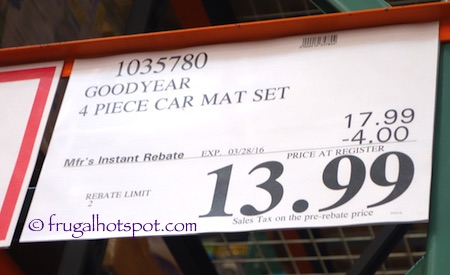 1035780
GOODYEAR
4 PIECE CAR MAT SET
17.99
-4.00
Mfr's Instant Rebate EXP. 03/28/16 PRICE AT REGISTER
13.99
REBATE LIMIT
2
Sales Tax on the pre-rebate price
© frugalhotspot.com